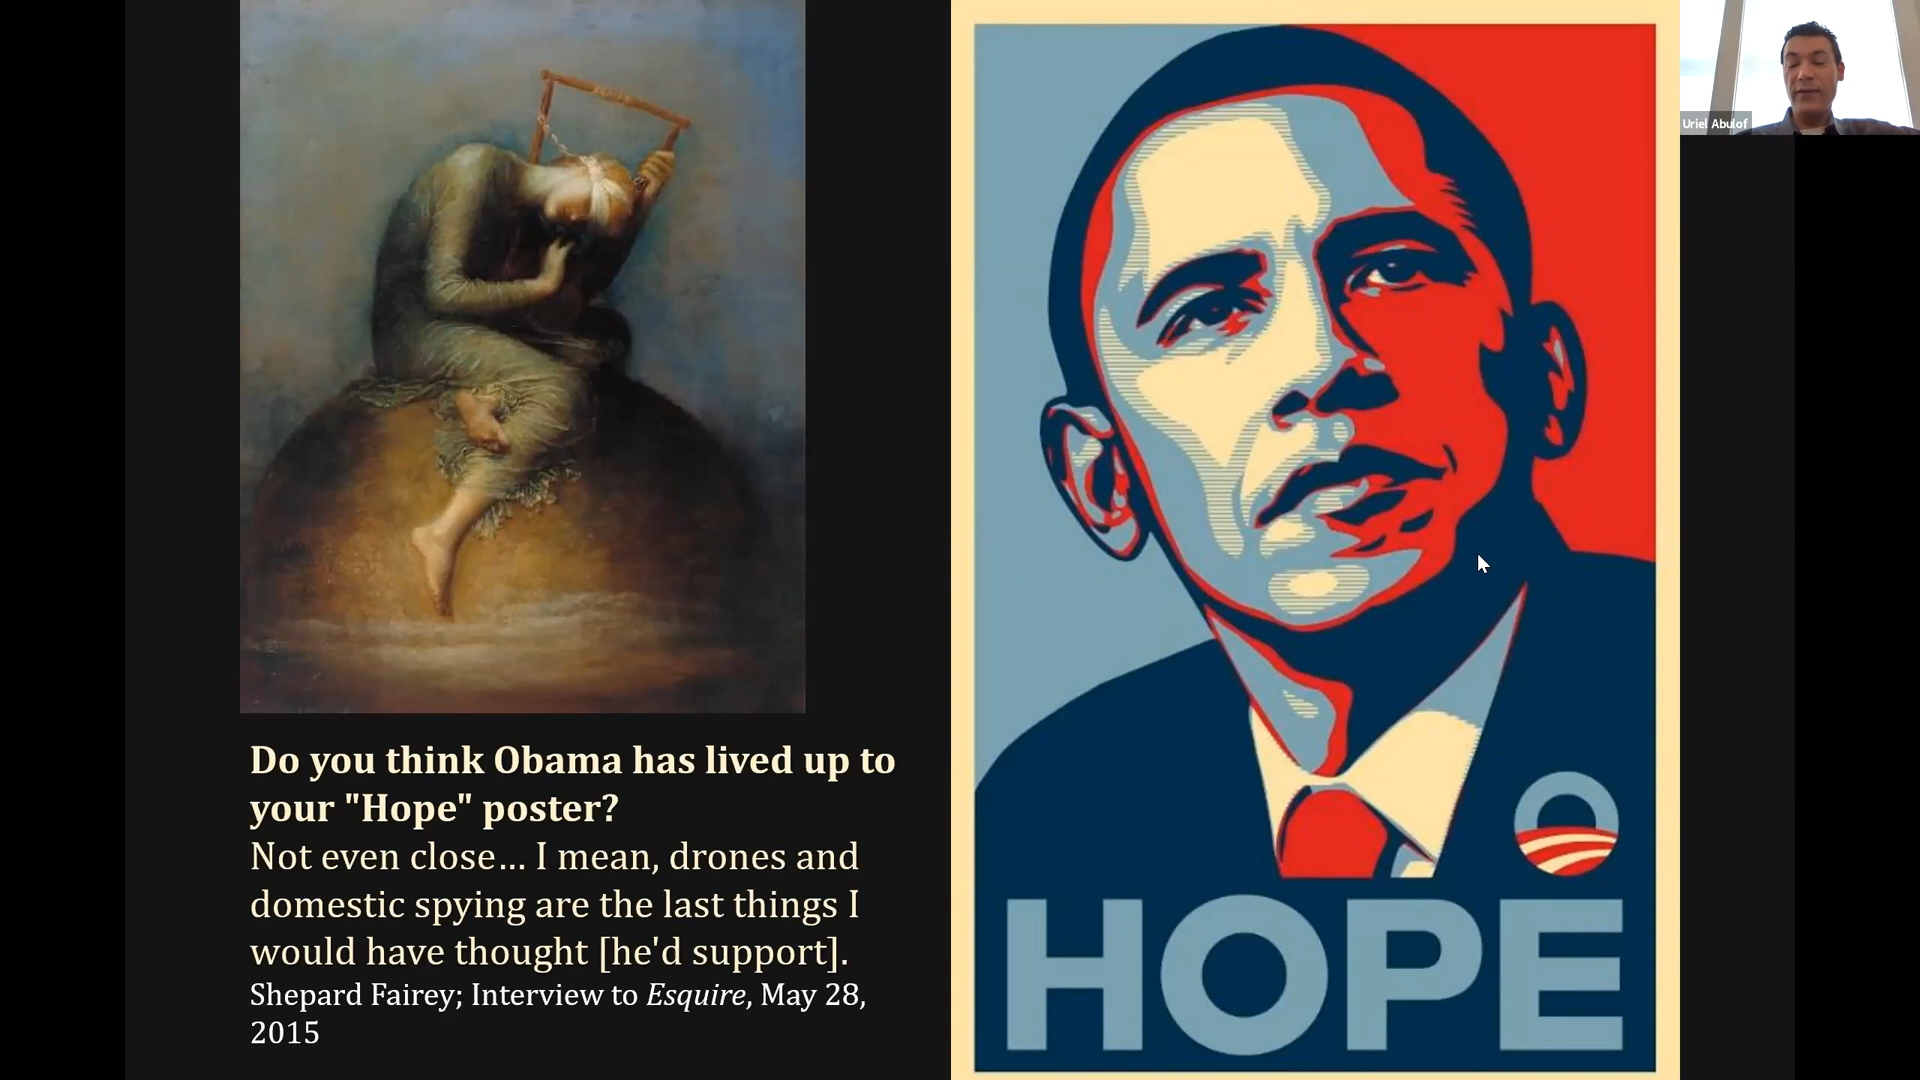 Do you think Obama has lived up to
your "Hope" poster?
Not even close... I mean, drones and
domestic spying are the last things I
would have thought [he'd support].
Shepard Fairey; Interview to Esquire, May 28,
2015
HOPE
Uriel Abulof